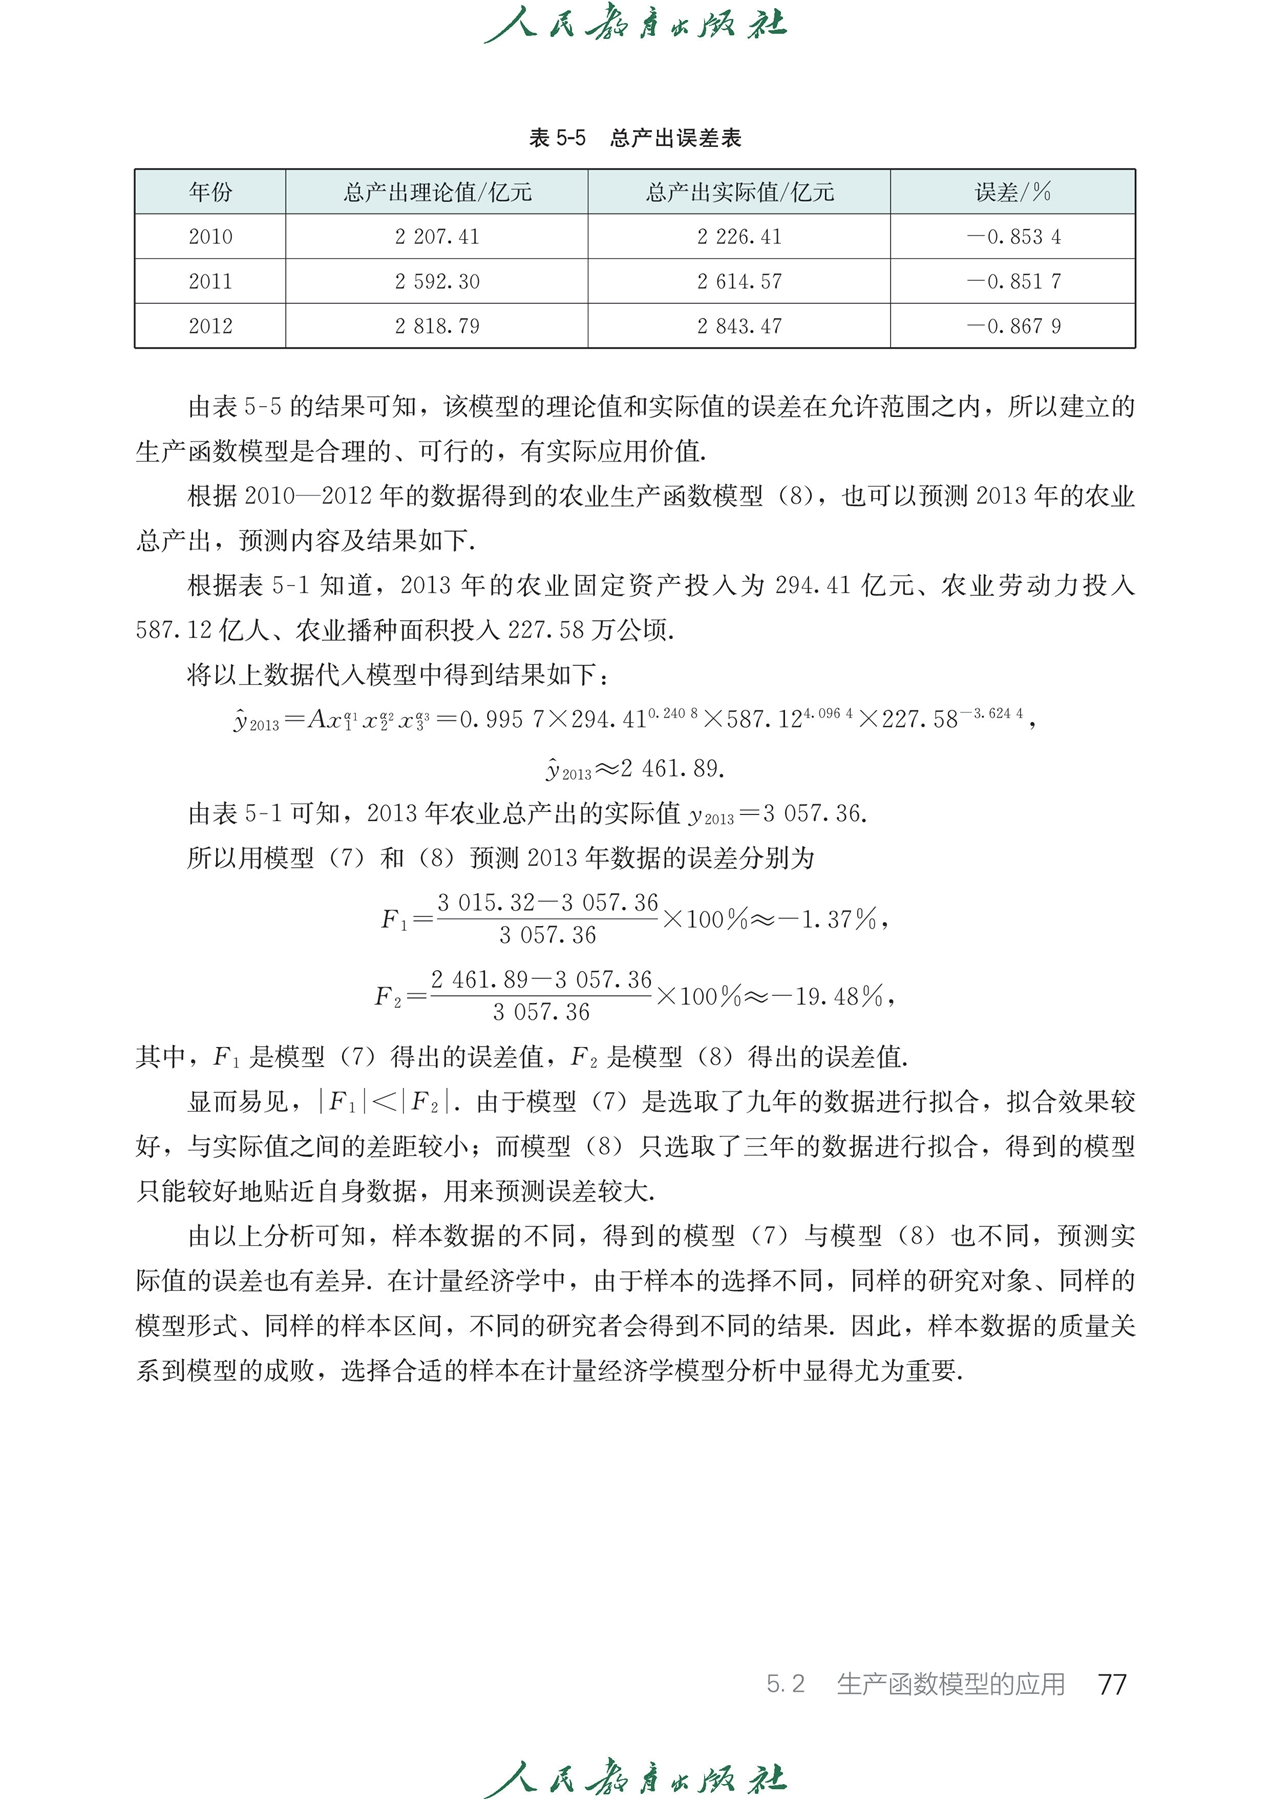 人民教育出版社
表 5-5 总产出误差表
年份 总产出理论值/亿元 总产出实际值/亿元 误差/%
2010 2 207.41 2 226.41 −0.853 4
2011 2 592.30 2 614.57 −0.851 7
2012 2 818.79 2 843.47 −0.867 9
由表 5-5 的结果可知，该模型的理论值和实际值的误差在允许范围之内，所以建立的
生产函数模型是合理的、可行的，有实际应用价值.
根据 2010—2012 年的数据得到的农业生产函数模型（8），也可以预测 2013 年的农业
总产出，预测内容及结果如下.
根据表 5-1 知道，2013 年的农业固定资产投入为 294.41 亿元、农业劳动力投入
587.12 亿人、农业播种面积投入 227.58 万公顷.
将以上数据代入模型中得到结果如下：
ŷ₂₀₁₃=Ax₁^{α₁}x₂^{α₂}x₃^{α₃}=0.995 7×294.41^{0.240 8}×587.12^{4.096 4}×227.58^{−3.624 4}，
ŷ₂₀₁₃≈2 461.89.
由表 5-1 可知，2013 年农业总产出的实际值 y₂₀₁₃=3 057.36.
所以用模型（7）和（8）预测 2013 年数据的误差分别为
F₁=(3 015.32−3 057.36)/3 057.36×100%≈−1.37%，
F₂=(2 461.89−3 057.36)/3 057.36×100%≈−19.48%，
其中，F₁ 是模型（7）得出的误差值，F₂ 是模型（8）得出的误差值.
显而易见，|F₁|<|F₂|. 由于模型（7）是选取了九年的数据进行拟合，拟合效果较
好，与实际值之间的差距较小；而模型（8）只选取了三年的数据进行拟合，得到的模型
只能较好地贴近自身数据，用来预测误差较大.
由以上分析可知，样本数据的不同，得到的模型（7）与模型（8）也不同，预测实
际值的误差也有差异. 在计量经济学中，由于样本的选择不同，同样的研究对象、同样的
模型形式、同样的样本区间，不同的研究者会得到不同的结果. 因此，样本数据的质量关
系到模型的成败，选择合适的样本在计量经济学模型分析中显得尤为重要.
5.2 生产函数模型的应用 77
人民教育出版社